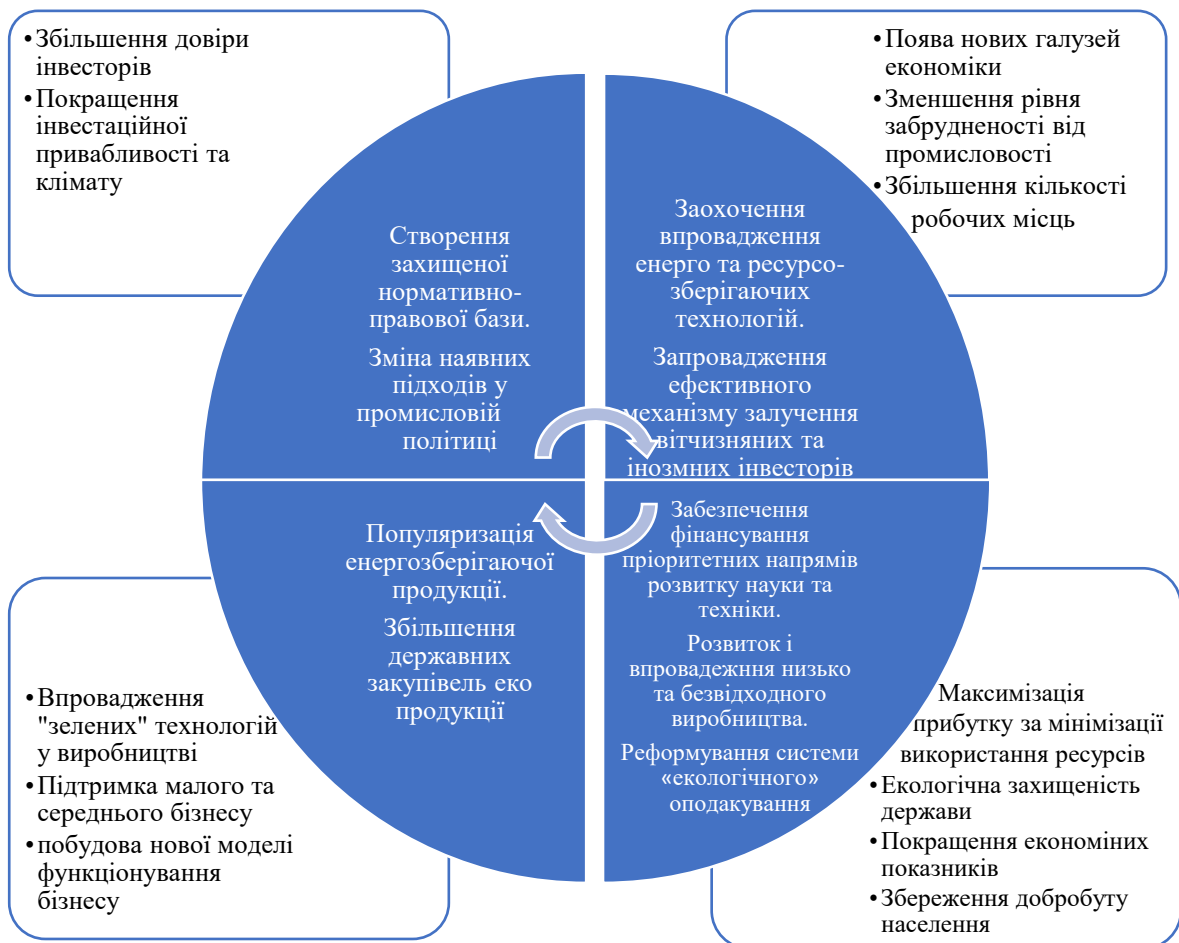 •Збільшення довіри
інвесторів
•Покращення
інвестаційної
привабливості та
клімату
•Поява нових галузей
економіки
•Зменшення рівня
забрудненості від
промисловості
•Збільшення кількості
робочих місць
Створення
захищеної
нормативно-
правової бази.
Зміна наявних
підходів у
промисловій
політиці
Заохочення
впровадження
енерго та ресурсо-
зберігаючих
технологій.
Запровадження
ефективного
механізму залучення
вітчизняних та
інозмних інвесторів
Популяризація
енергозберігаючої
продукції.
Збільшення
державних
закупівель еко
продукції
Забезпечення
фінансування
пріоритетних напрямів
розвитку науки та
техніки.
Розвиток і
впровадежння низько
та безвідходного
виробництва.
Реформування системи
«екологічного»
оподакування
•Впровадження
"зелених" технологій
у виробництві
•Підтримка малого та
середнього бізнесу
•побудова нової моделі
функціонування
бізнесу
Максимізація
прибутку за мінімізації
використання ресурсів
•Екологічна захищеність
держави
•Покращення економіних
показників
•Збереження добробуту
населення